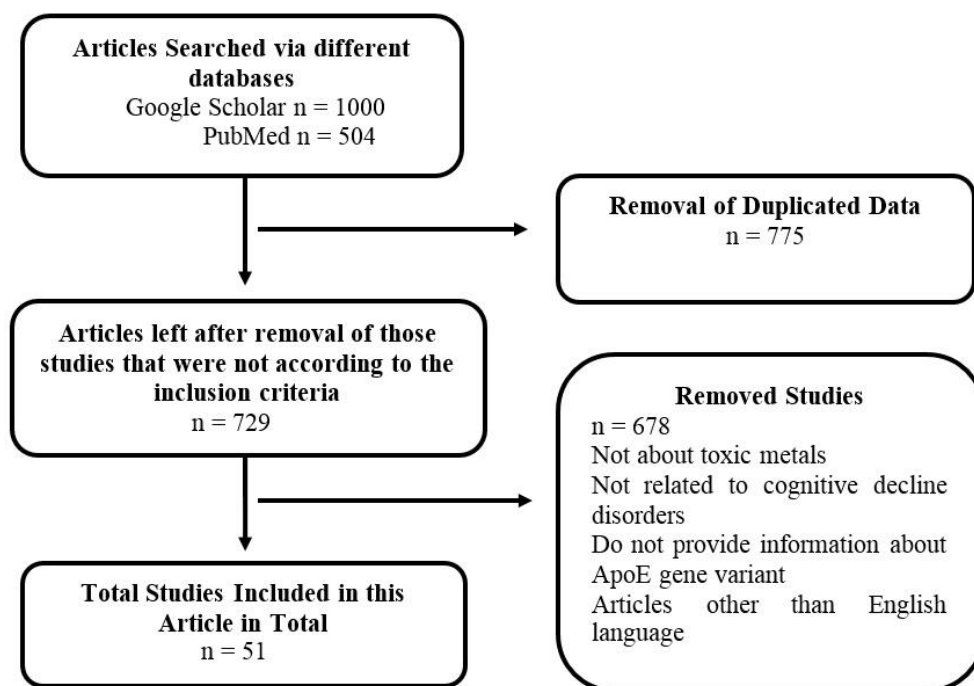 Articles Searched via different
databases
Google Scholar n = 1000
PubMed n = 504
Removal of Duplicated Data
n = 775
Articles left after removal of those
studies that were not according to the
inclusion criteria
n = 729
Removed Studies
n = 678
Not about toxic metals
Not related to cognitive decline
disorders
Do not provide information about
ApoE gene variant
Articles other than English
language
Total Studies Included in this
Article in Total
n = 51